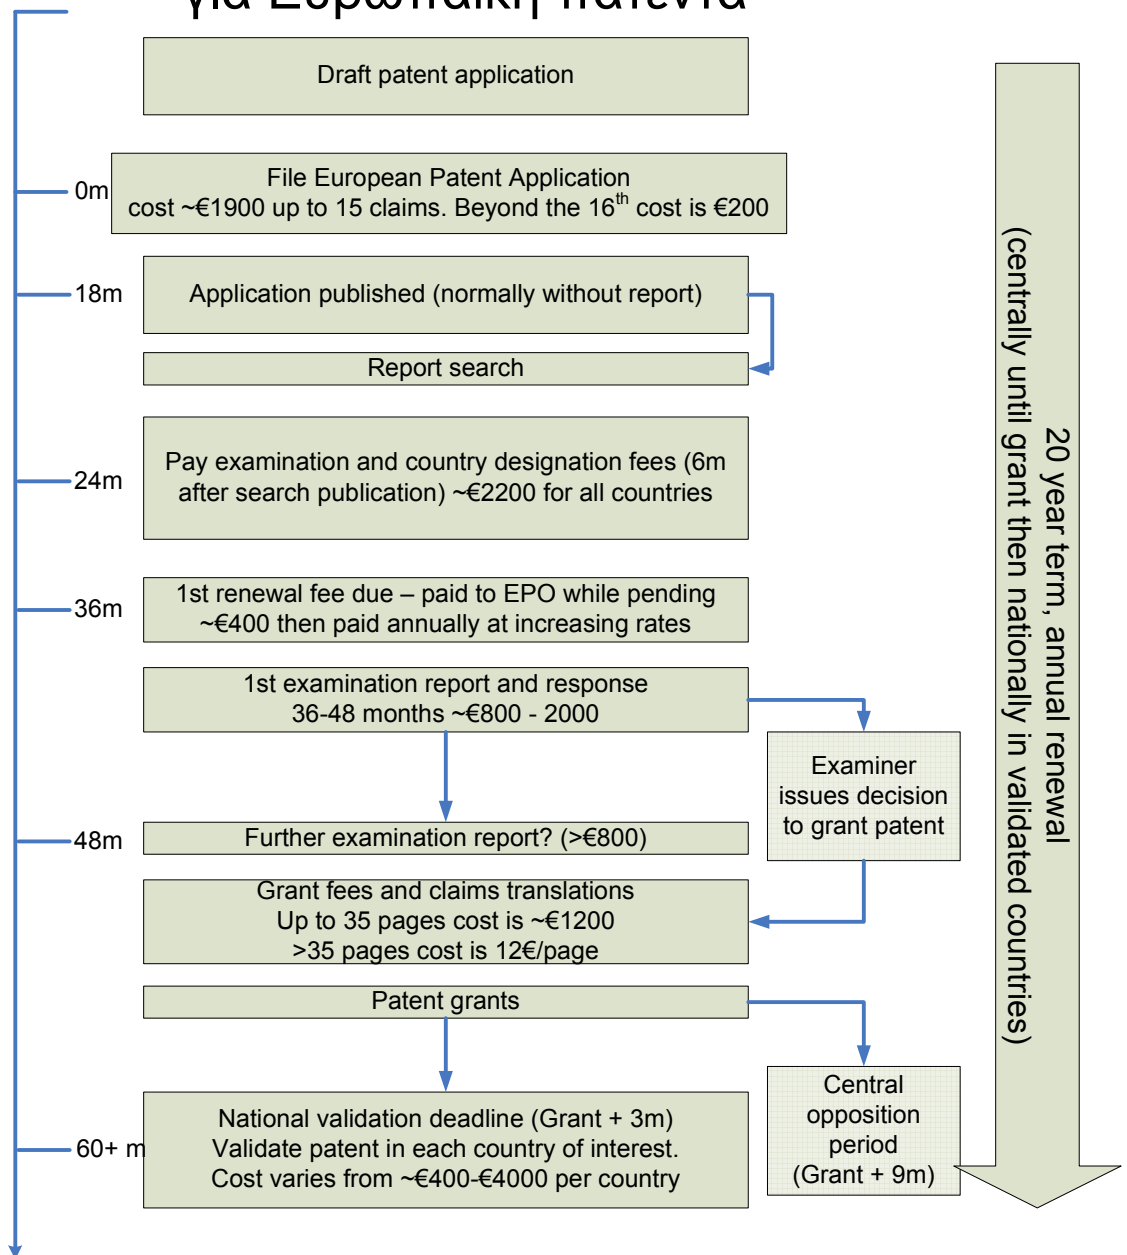 για Ευρωπαϊκή πατέντα
Draft patent application
0m
File European Patent Application
cost ~€1900 up to 15 claims. Beyond the 16th cost is €200
18m
Application published (normally without report)
Report search
24m
Pay examination and country designation fees (6m
after search publication) ~€2200 for all countries
36m
1st renewal fee due – paid to EPO while pending
~€400 then paid annually at increasing rates
1st examination report and response
36-48 months ~€800 - 2000
Examiner
issues decision
to grant patent
48m
Further examination report? (>€800)
Grant fees and claims translations
Up to 35 pages cost is ~€1200
>35 pages cost is 12€/page
Patent grants
60+ m
National validation deadline (Grant + 3m)
Validate patent in each country of interest.
Cost varies from ~€400-€4000 per country
Central
opposition
period
(Grant + 9m)
20 year term, annual renewal
(centrally until grant then nationally in validated countries)